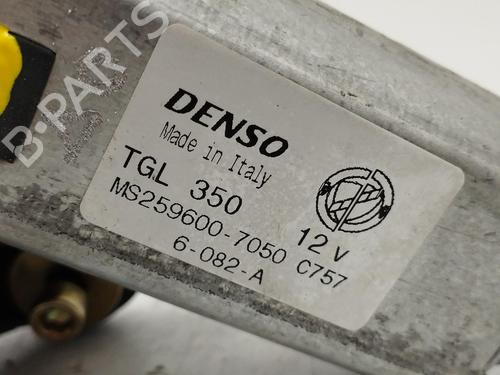 B-PARTS
DENSO
Made in Italy
TGL 350
12 v
MS259600-7050 C757
6-082-A